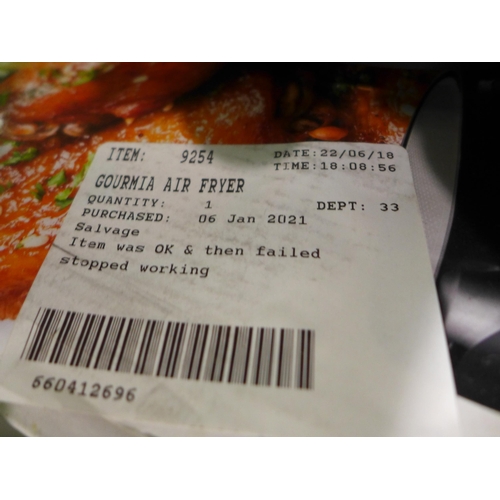 ITEM: 9254 DATE:22/06/18
TIME:18:08:56
GOURMIA AIR FRYER
QUANTITY: 1 DEPT: 33
PURCHASED: 06 Jan 2021
Salvage
Item was OK & then failed
stopped working
660412696